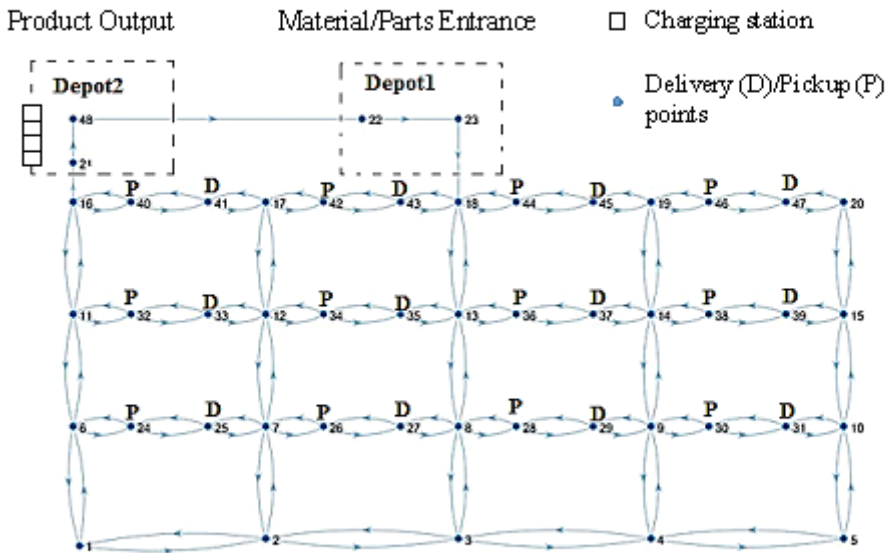 Product Output Material/Parts Entrance Charging station
Depot2 Depot1 Delivery (D)/Pickup (P)
points
48 22 23
21
P D P D P D P D
16 40 41 17 42 43 18 44 45 19 46 47 20
P D P D P D P D
11 32 33 12 34 35 13 36 37 14 38 39 15
P D P D P D P D
6 24 25 7 26 27 8 28 29 9 30 31 10
1 2 3 4 5